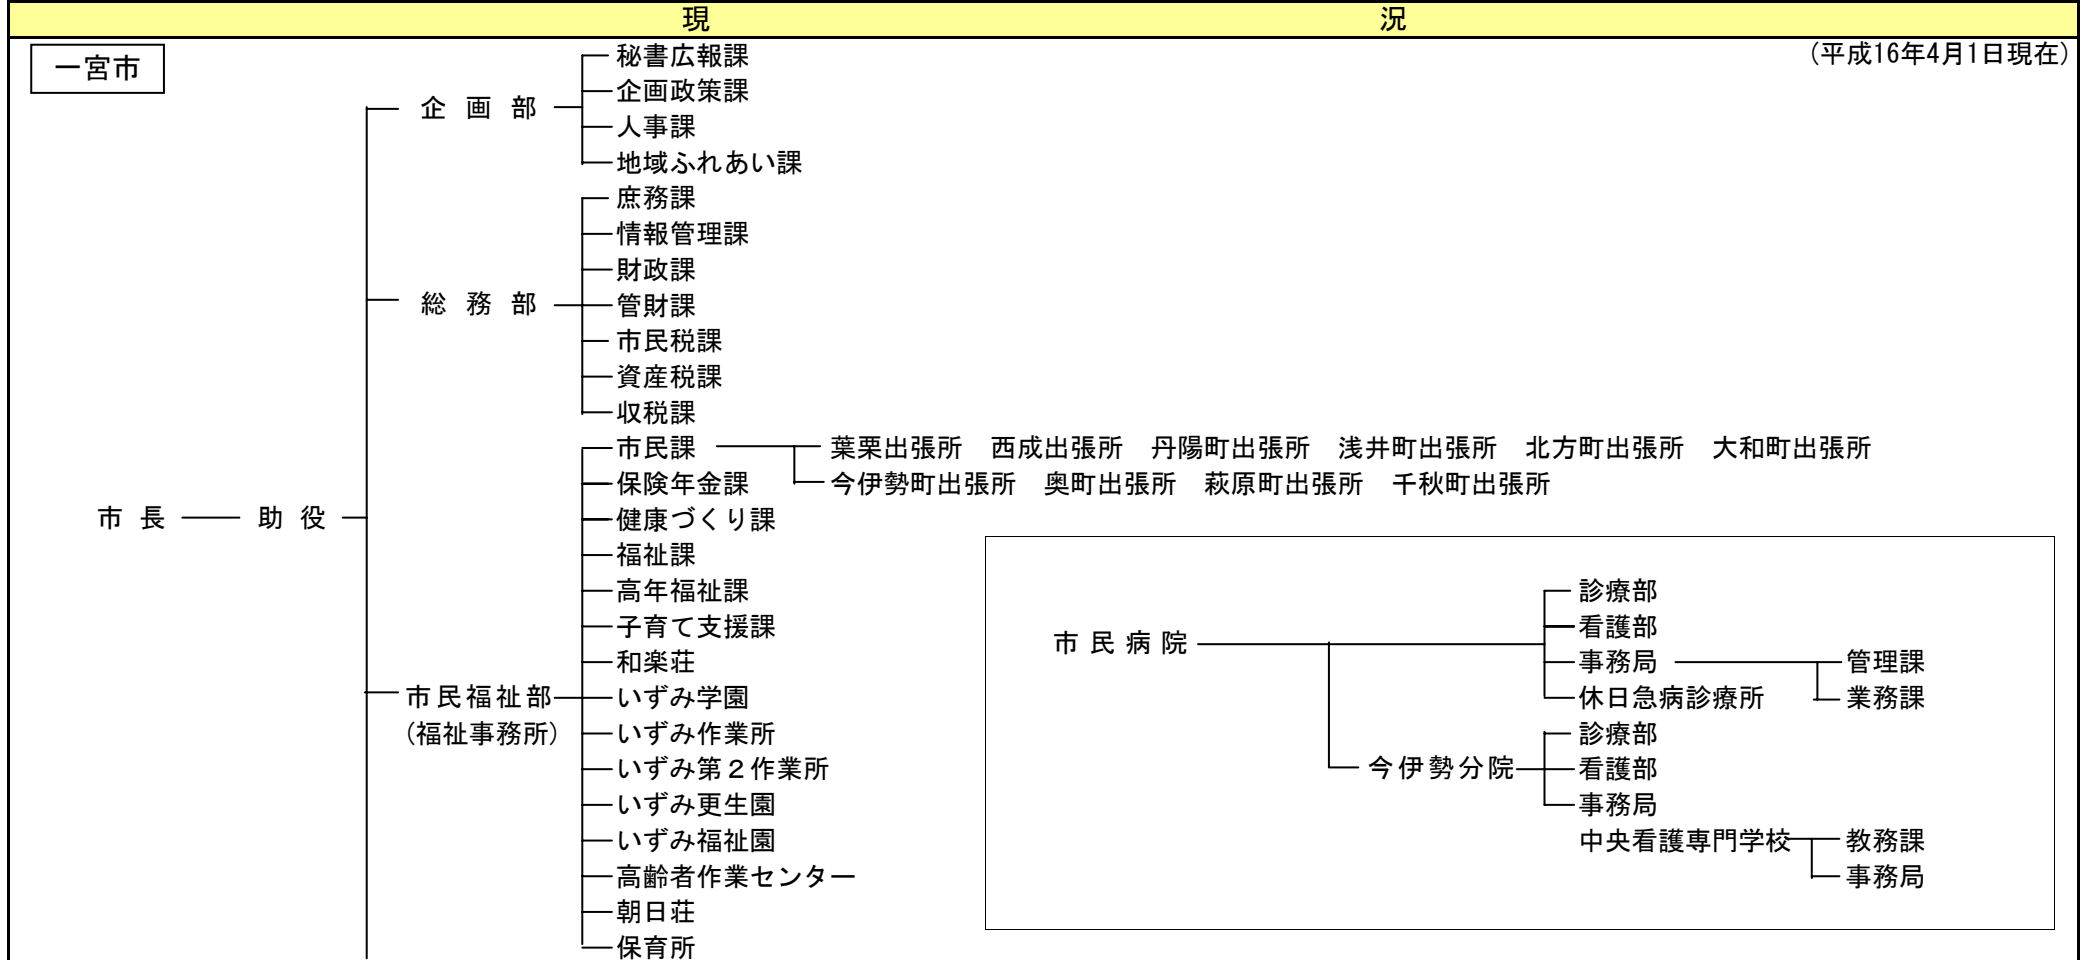 現 況
一宮市
(平成16年4月1日現在)
秘書広報課
企画政策課
企画部
人事課
地域ふれあい課
庶務課
情報管理課
財政課
総務部
管財課
市民税課
資産税課
収税課
市民課 葉栗出張所 西成出張所 丹陽町出張所 浅井町出張所 北方町出張所 大和町出張所
保険年金課 今伊勢町出張所 奥町出張所 萩原町出張所 千秋町出張所
市長 助役
健康づくり課
福祉課
高年福祉課
子育て支援課
和楽荘
市民福祉部
いずみ学園
(福祉事務所)
いずみ作業所
いずみ第2作業所
いずみ更生園
いずみ福祉園
高齢者作業センター
朝日荘
保育所
市民病院
診療部
看護部
事務局 管理課
休日急病診療所 業務課
診療部
今伊勢分院 看護部
事務局
中央看護専門学校 教務課
事務局